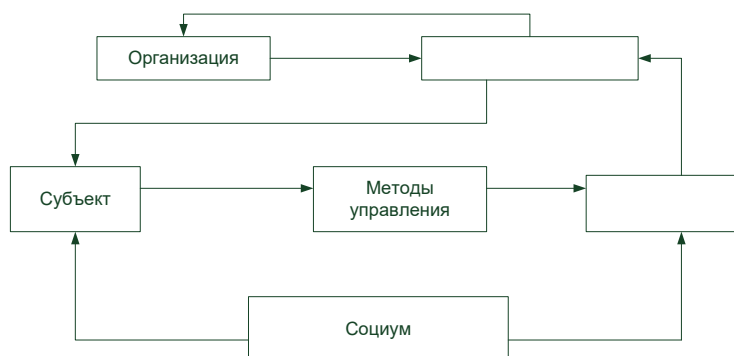 Организация
Субъект
Методы
управления
Социум